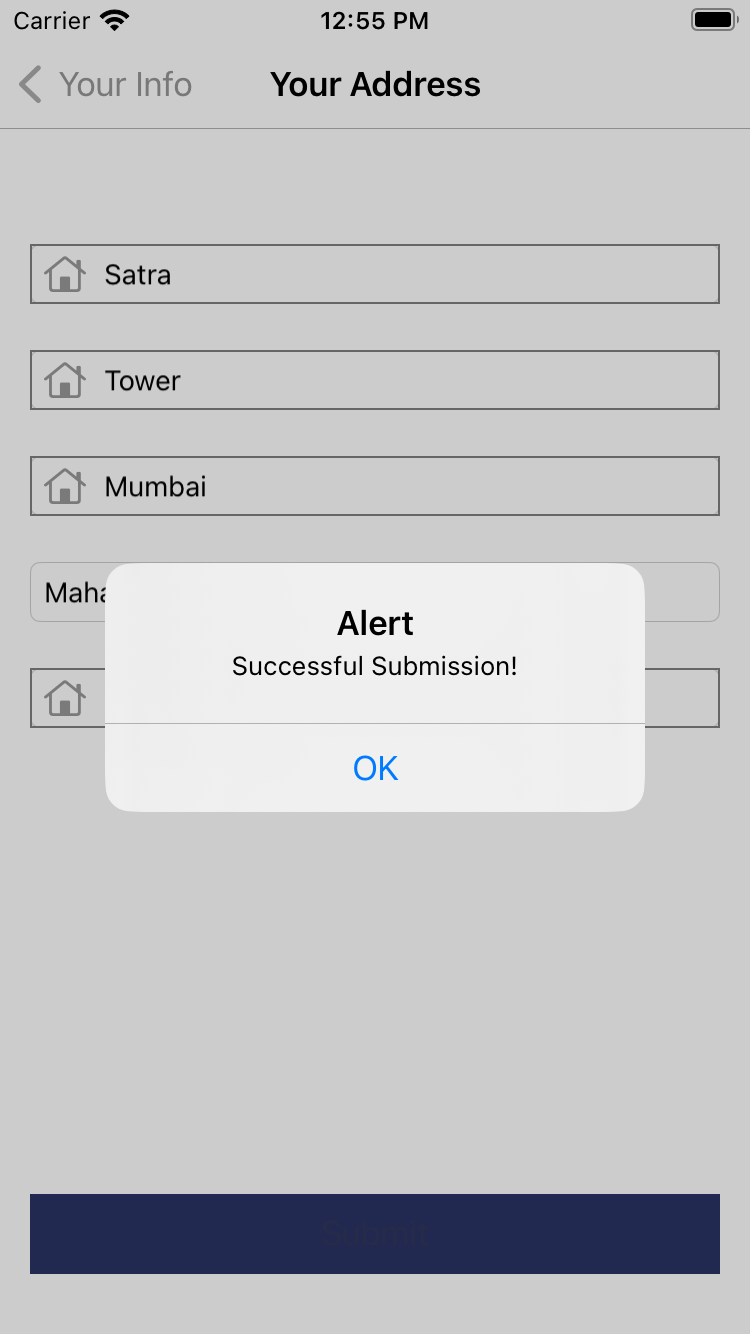 Carrier 12:55 PM
Your Info Your Address
Satra
Tower
Mumbai
Maha
Alert
Successful Submission!
OK
Submit